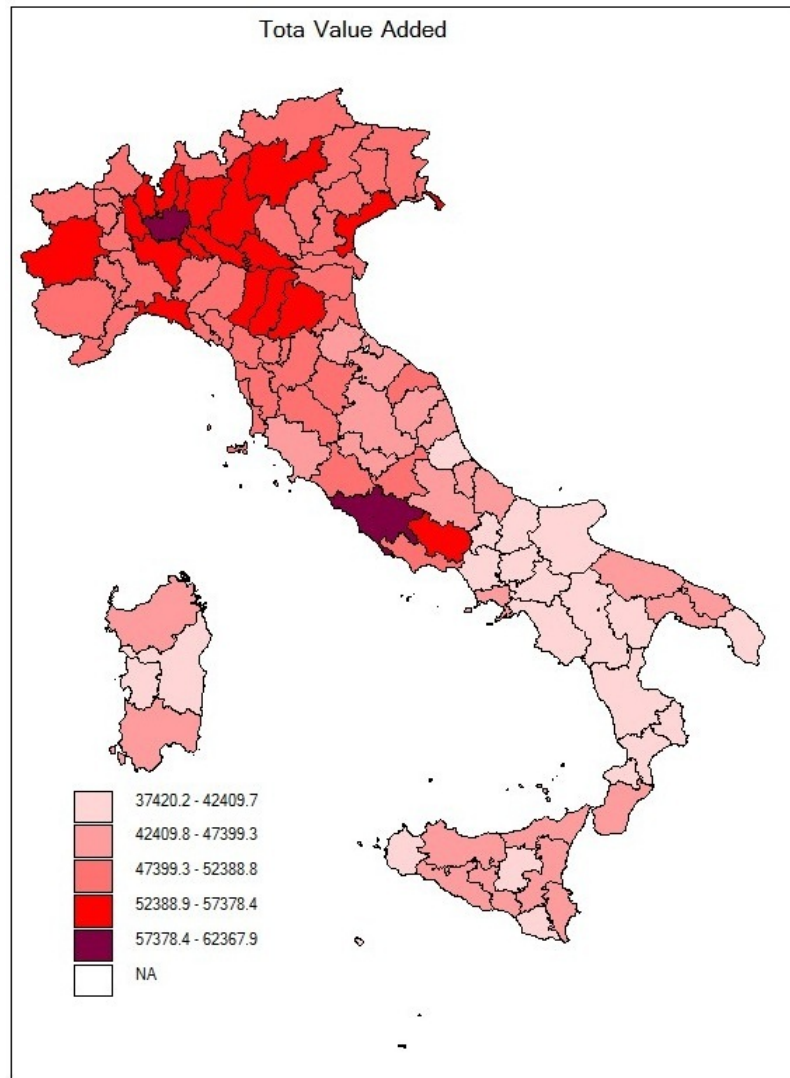 Tota Value Added
37420.2 - 42409.7
42409.8 - 47399.3
47399.3 - 52388.8
52388.9 - 57378.4
57378.4 - 62367.9
NA